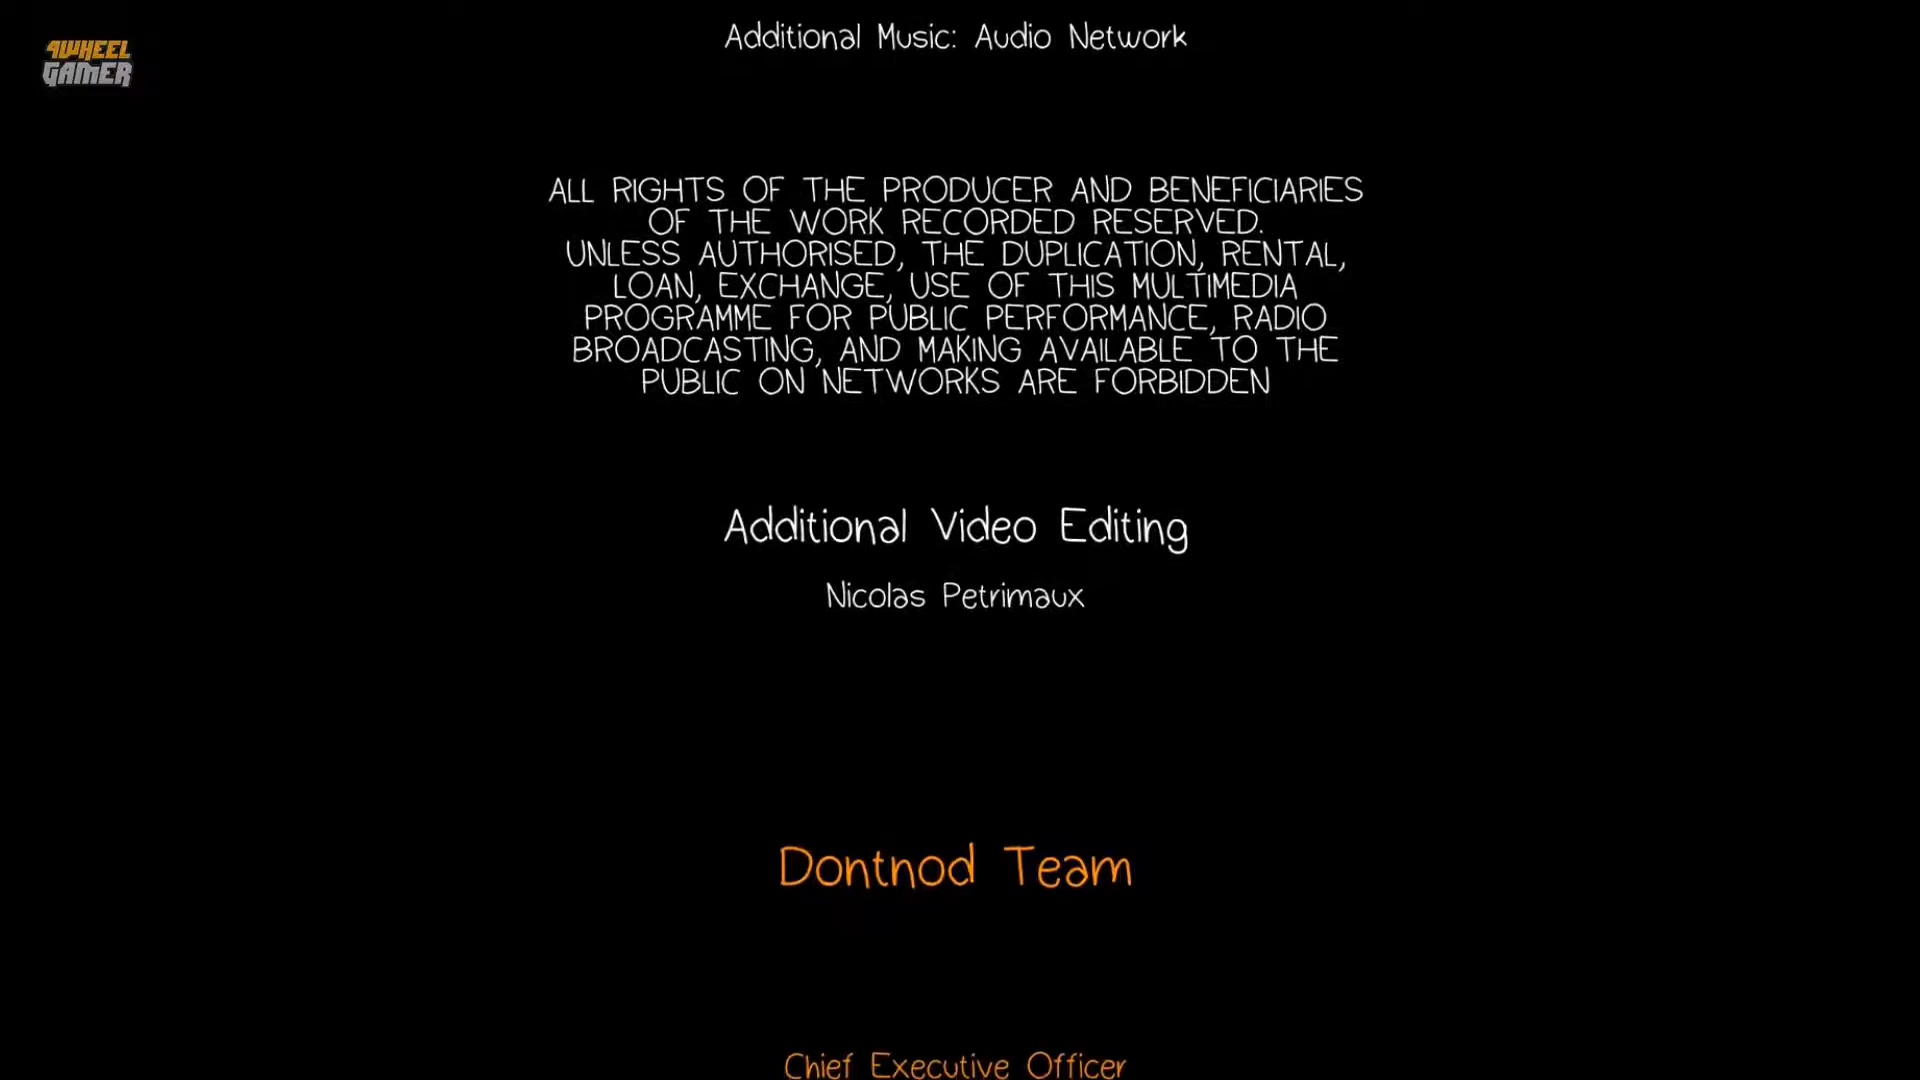 4WHEEL
GAMER
Additional Music: Audio Network
ALL RIGHTS OF THE PRODUCER AND BENEFICIARIES
OF THE WORK RECORDED RESERVED.
UNLESS AUTHORISED, THE DUPLICATION, RENTAL,
LOAN, EXCHANGE, USE OF THIS MULTIMEDIA
PROGRAMME FOR PUBLIC PERFORMANCE, RADIO
BROADCASTING, AND MAKING AVAILABLE TO THE
PUBLIC ON NETWORKS ARE FORBIDDEN
Additional Video Editing
Nicolas Petrimaux
Dontnod Team
Chief Executive Officer